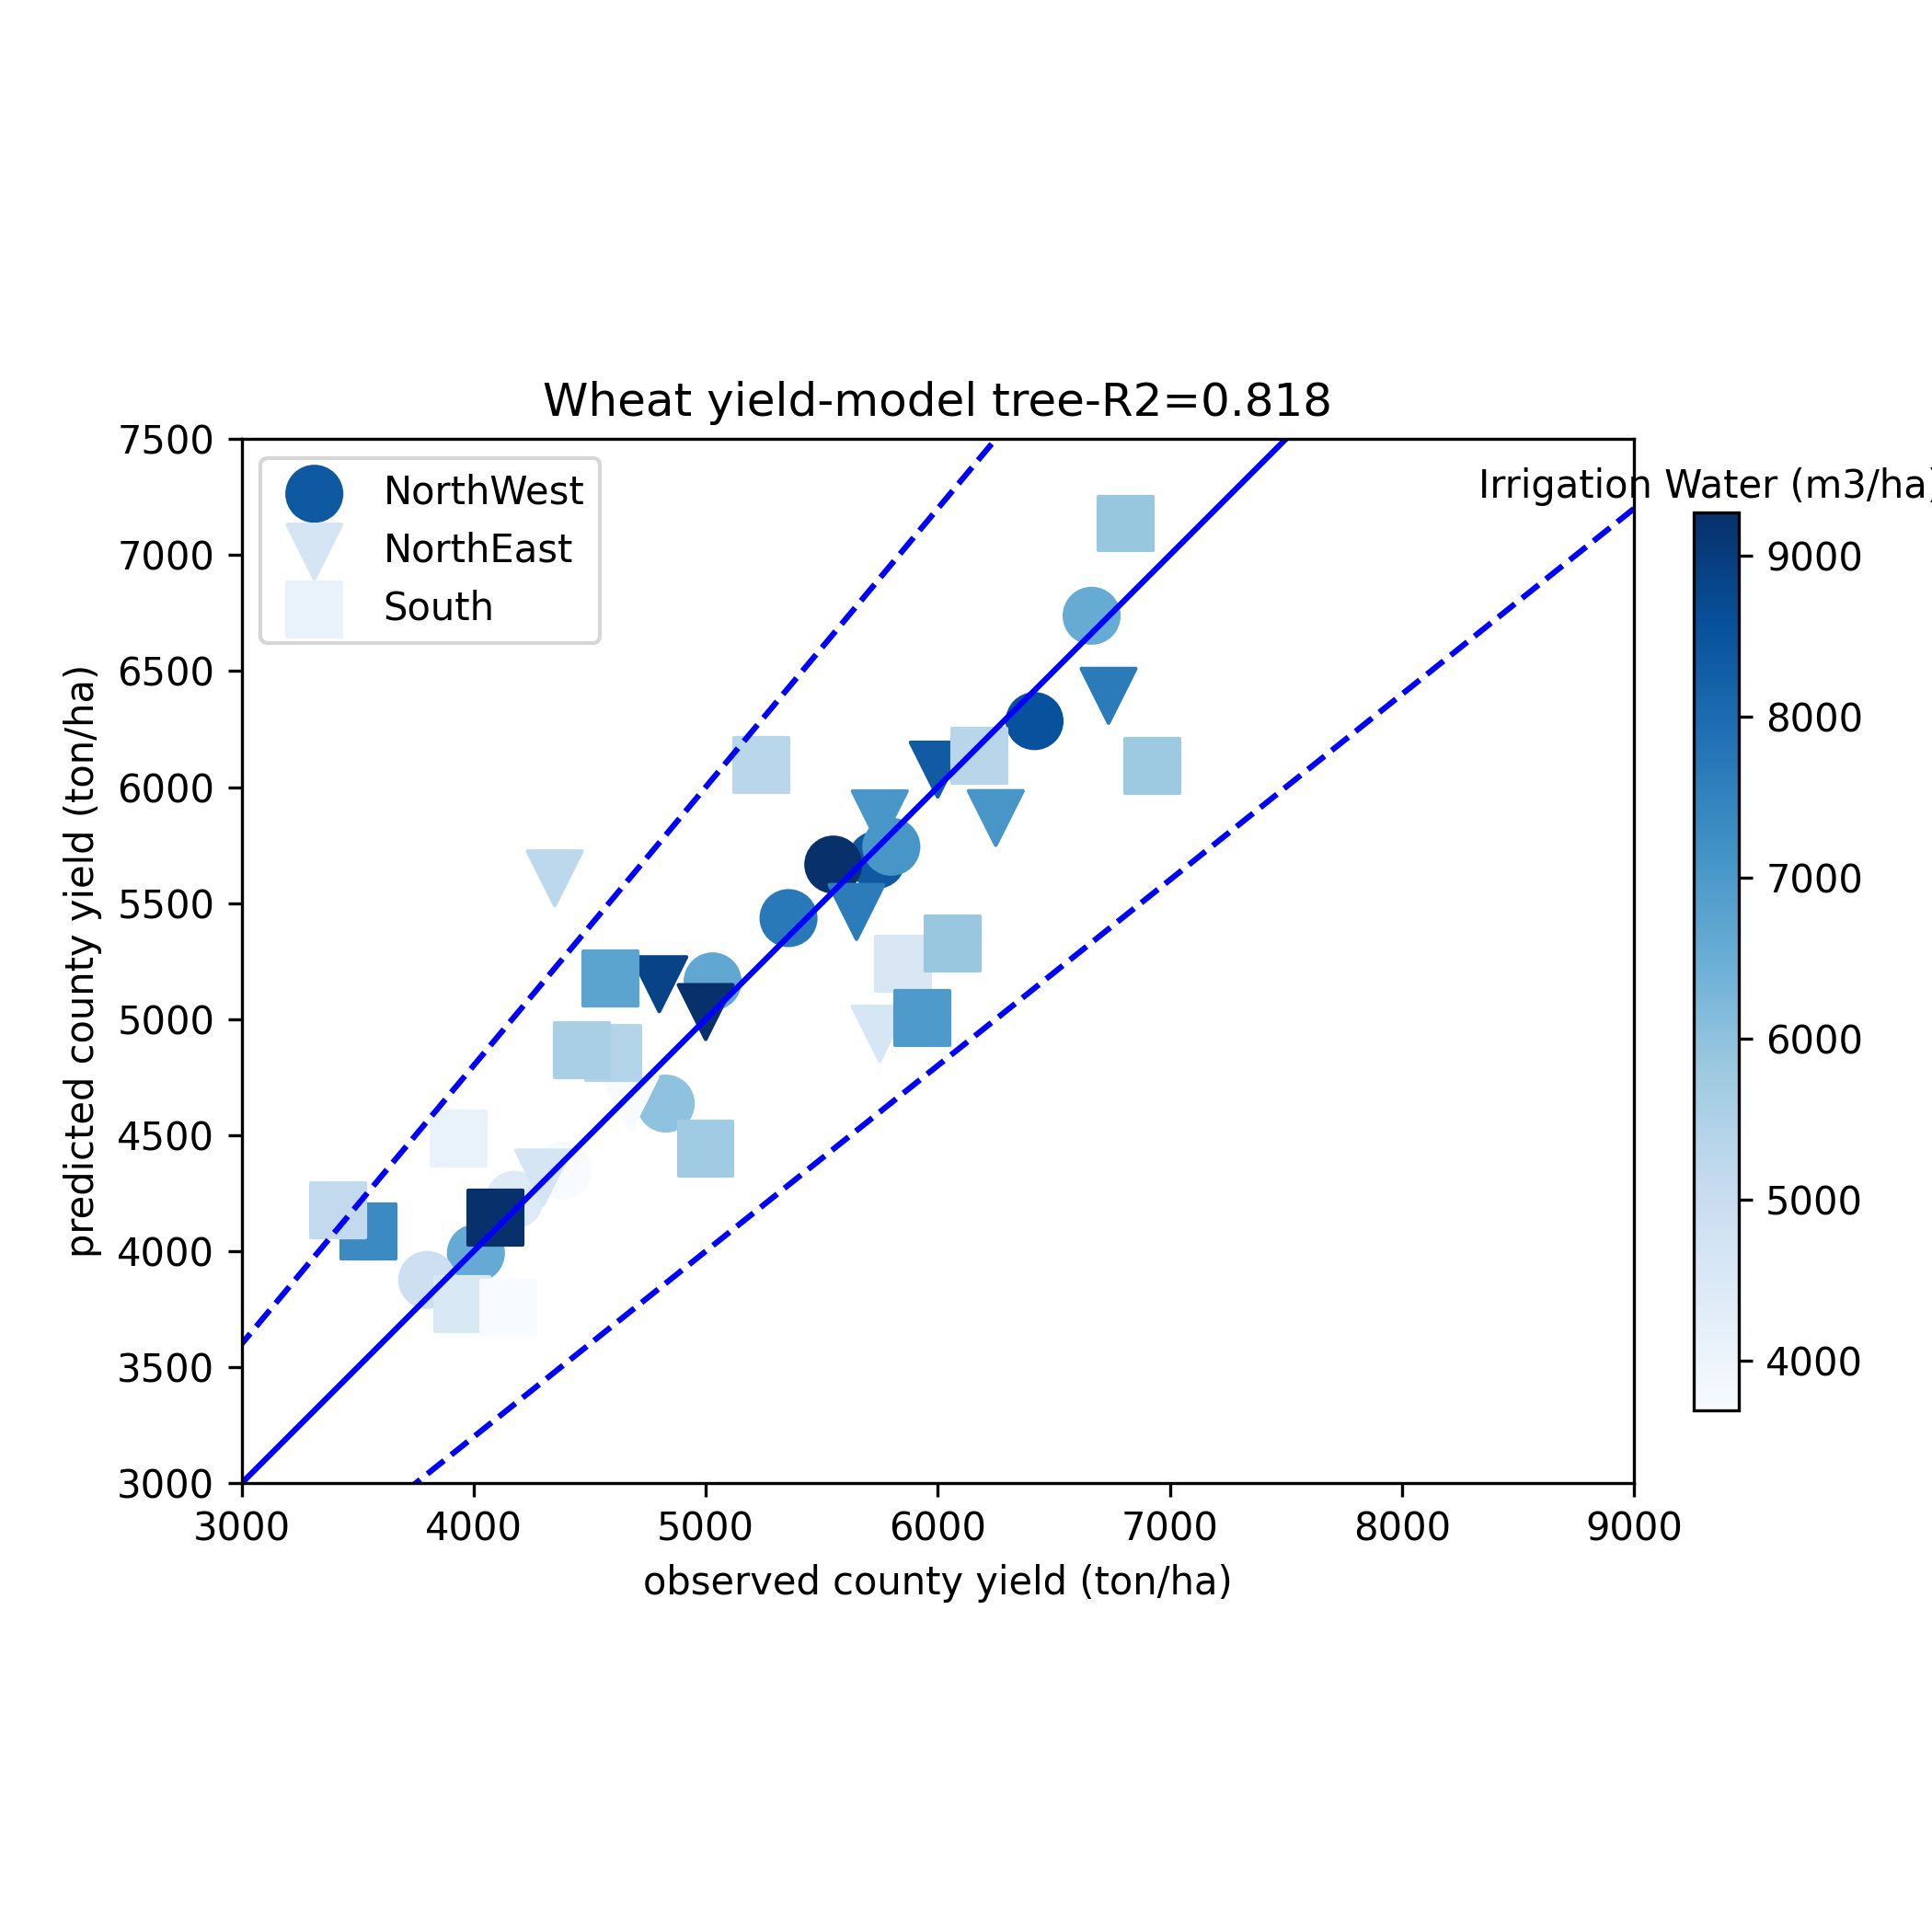 Wheat yield-model tree-R2=0.818
NorthWest
NorthEast
South
Irrigation Water (m3/ha)
predicted county yield (ton/ha)
7500
7000
6500
6000
5500
5000
4500
4000
3500
3000
3000 4000 5000 6000 7000 8000 9000
observed county yield (ton/ha)
9000
8000
7000
6000
5000
4000